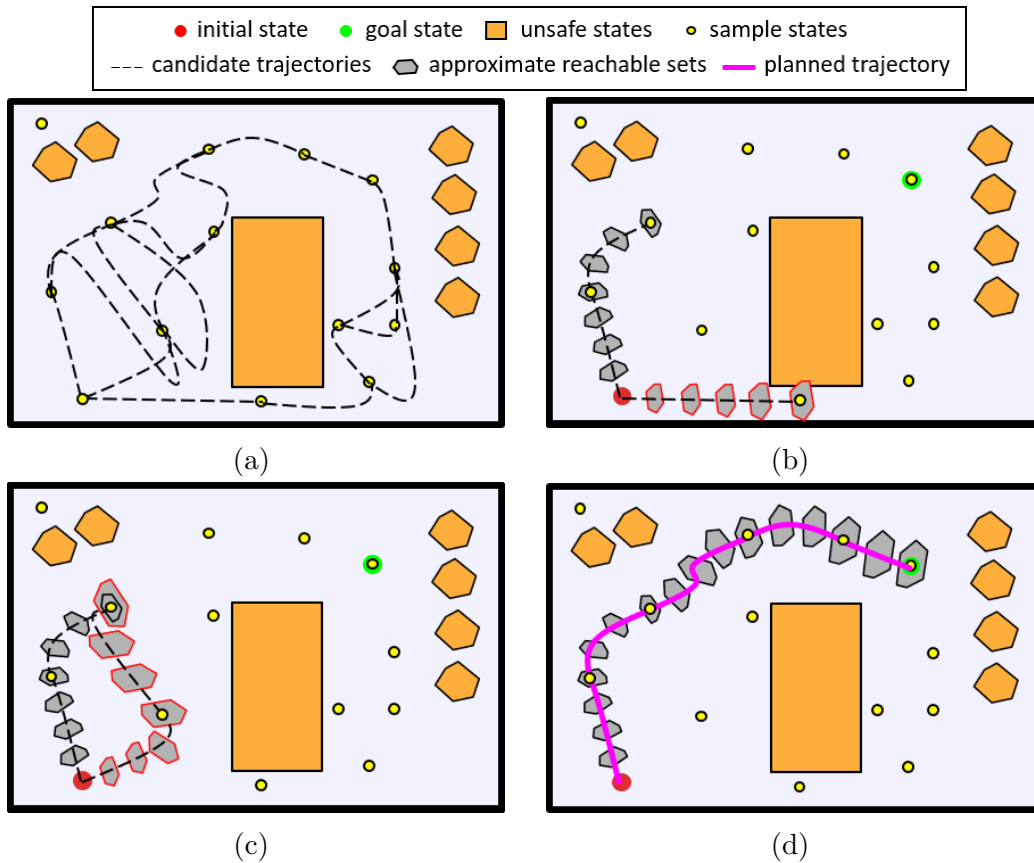 initial state goal state unsafe states sample states
candidate trajectories approximate reachable sets planned trajectory
(a) (b)
(c) (d)